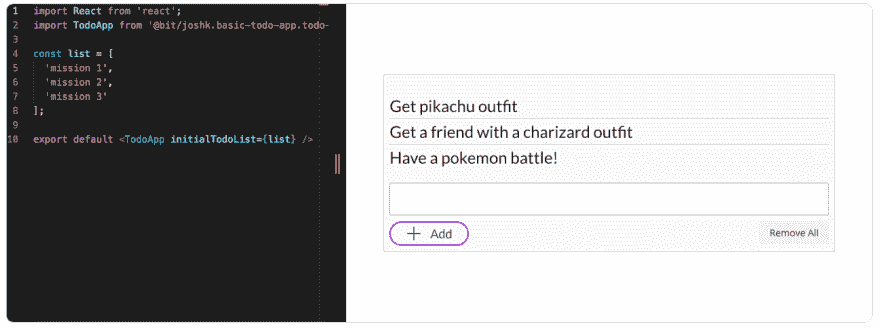 1 import React from 'react';
2 import TodoApp from '@bit/joshk.basic-todo-app.todo-
3
4 const list = [
5 'mission 1',
6 'mission 2',
7 'mission 3'
8 ];
9
10 export default <TodoApp initialTodoList={list} />
Get pikachu outfit
Get a friend with a charizard outfit
Have a pokemon battle!
+ Add
Remove All